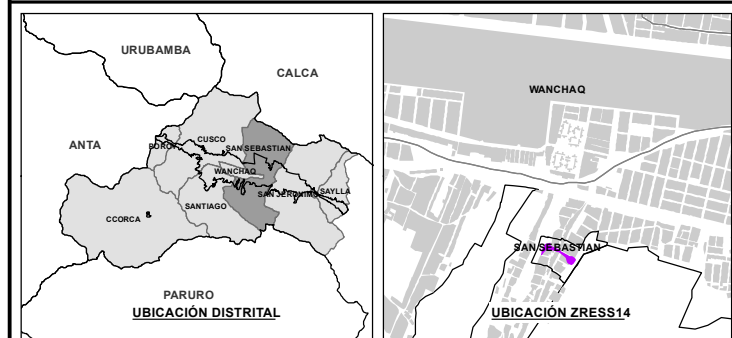 URUBAMBA
CALCA
ANTA
CUSCO
POROY
SAN SEBASTIAN
WANCHAQ
SAN JERONIMO
SAYLLA
SANTIAGO
CCORCA
PARURO
UBICACIÓN DISTRITAL
WANCHAQ
SAN SEBASTIAN
UBICACIÓN ZRESS14